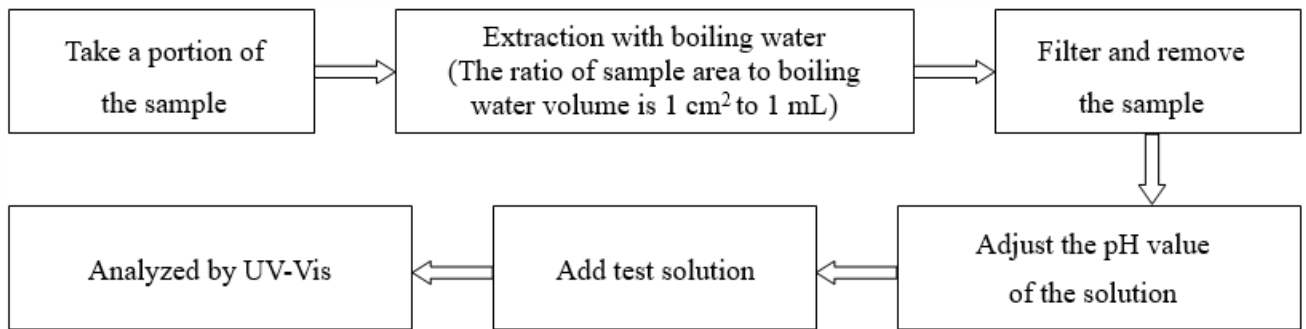 Take a portion of
the sample
Extraction with boiling water
(The ratio of sample area to boiling
water volume is 1 cm² to 1 mL)
Filter and remove
the sample
Adjust the pH value
of the solution
Add test solution
Analyzed by UV-Vis